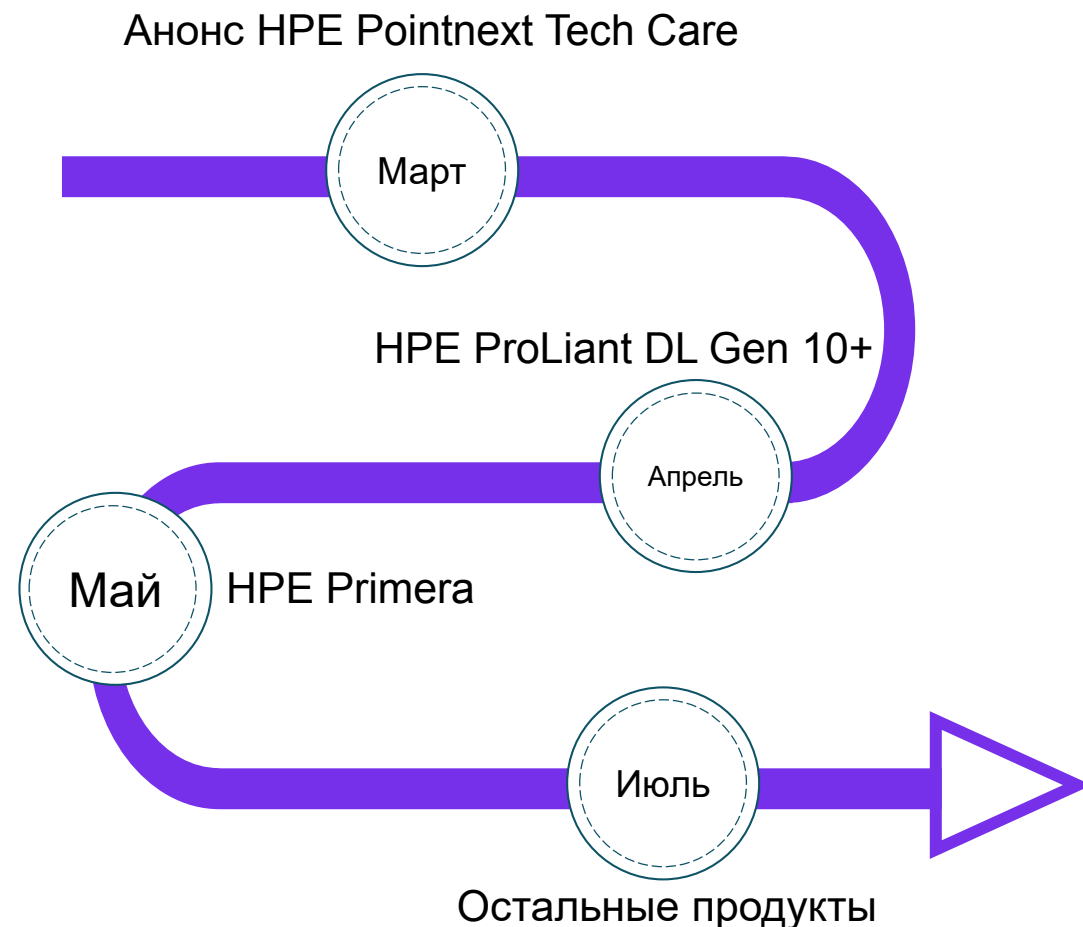 Анонс HPE Pointnext Tech Care
Март
HPE ProLiant DL Gen 10+
Апрель
Май
HPE Primera
Июль
Остальные продукты